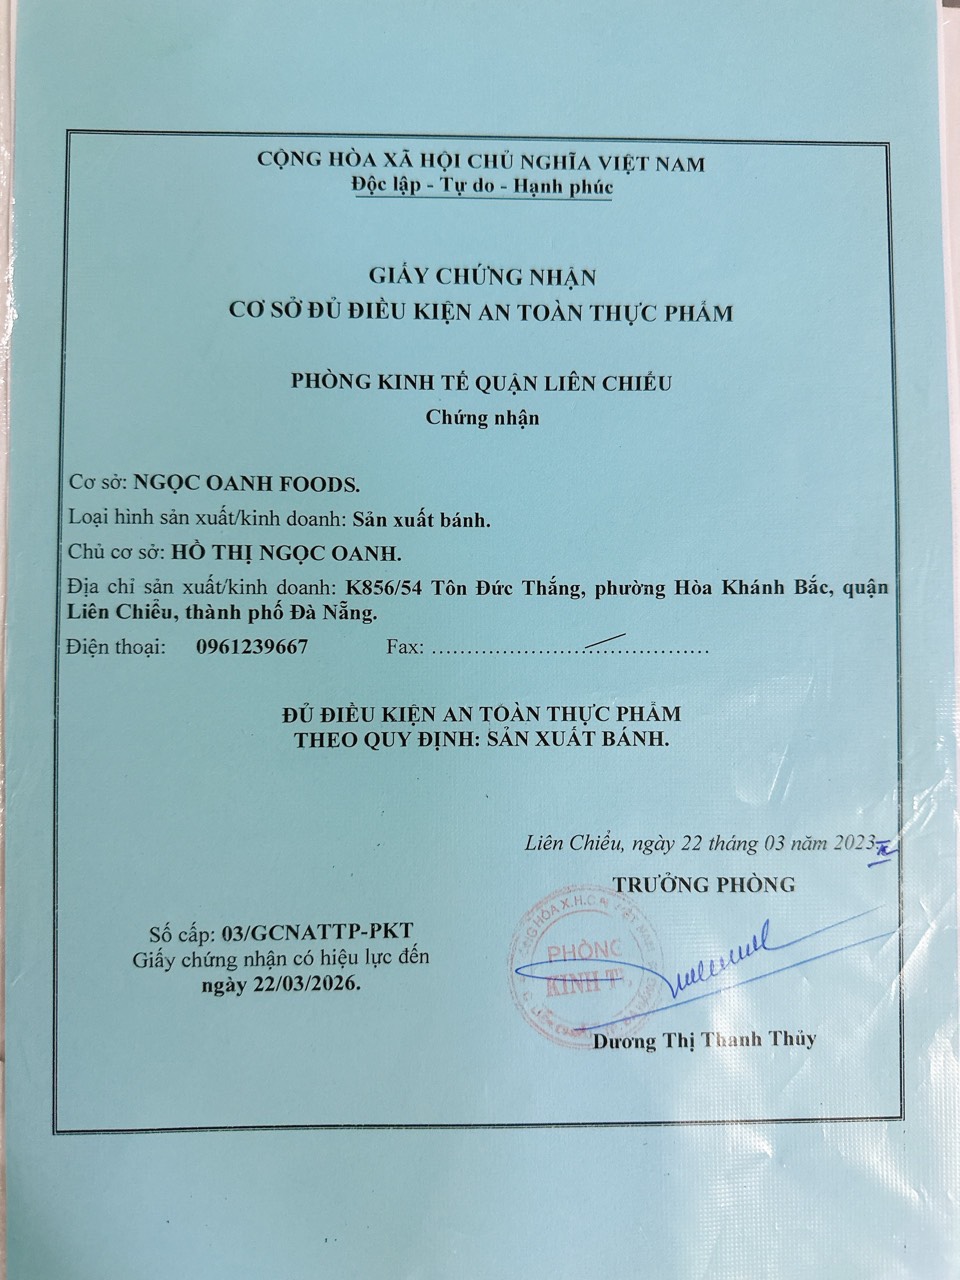 CỘNG HÒA XÃ HỘI CHỦ NGHĨA VIỆT NAM
Độc lập - Tự do - Hạnh phúc
GIẤY CHỨNG NHẬN
CƠ SỞ ĐỦ ĐIỀU KIỆN AN TOÀN THỰC PHẨM
PHÒNG KINH TẾ QUẬN LIÊN CHIỂU
Chứng nhận
Cơ sở: NGỌC OANH FOODS.
Loại hình sản xuất/kinh doanh: Sản xuất bánh.
Chủ cơ sở: HỒ THỊ NGỌC OANH.
Địa chỉ sản xuất/kinh doanh: K856/54 Tôn Đức Thắng, phường Hòa Khánh Bắc, quận
Liên Chiểu, thành phố Đà Nẵng.
Điện thoại: 0961239667 Fax: ........................................
ĐỦ ĐIỀU KIỆN AN TOÀN THỰC PHẨM
THEO QUY ĐỊNH: SẢN XUẤT BÁNH.
Liên Chiểu, ngày 22 tháng 03 năm 2023
TRƯỞNG PHÒNG
Số cấp: 03/GCNATTP-PKT
Giấy chứng nhận có hiệu lực đến
ngày 22/03/2026.
PHÒNG
KINH T
Dương Thị Thanh Thủy